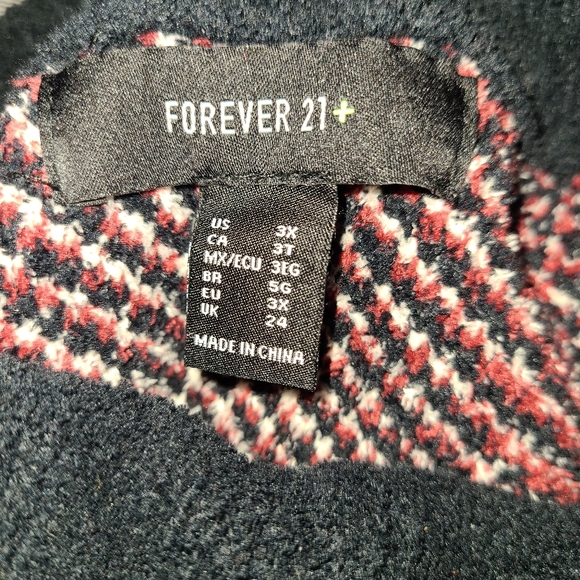 FOREVER 21+
US 3X
CA 3T
MX/ECU 3EG
BR 5G
EU 3X
UK 24
MADE IN CHINA